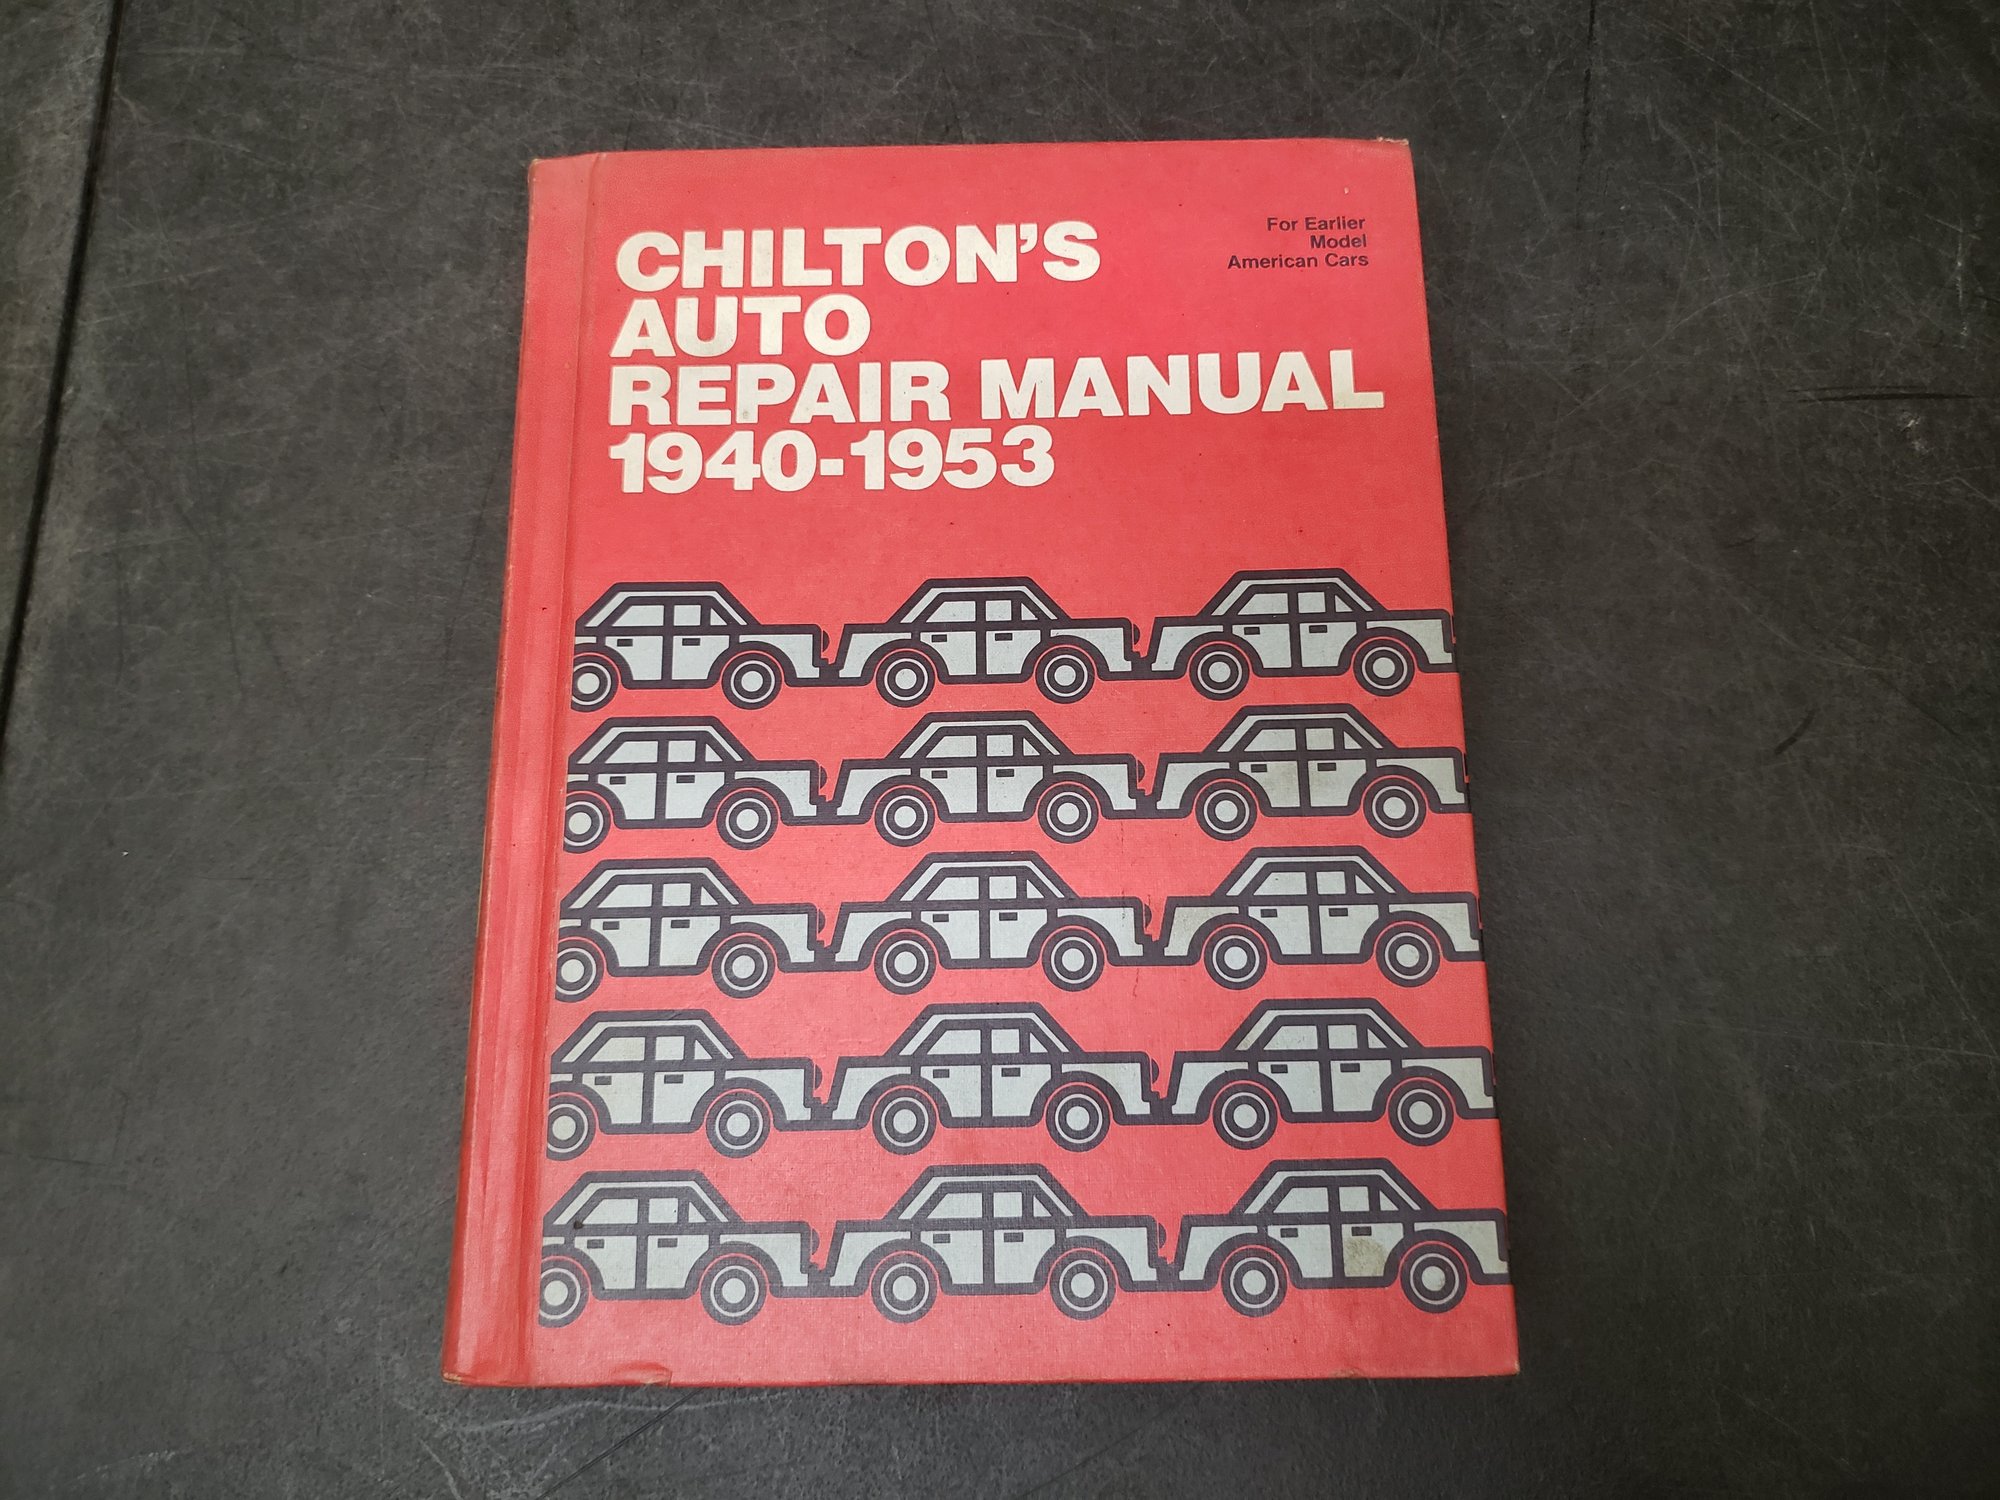 CHILTON'S
AUTO
REPAIR MANUAL
1940-1953
For Earlier
Model
American Cars